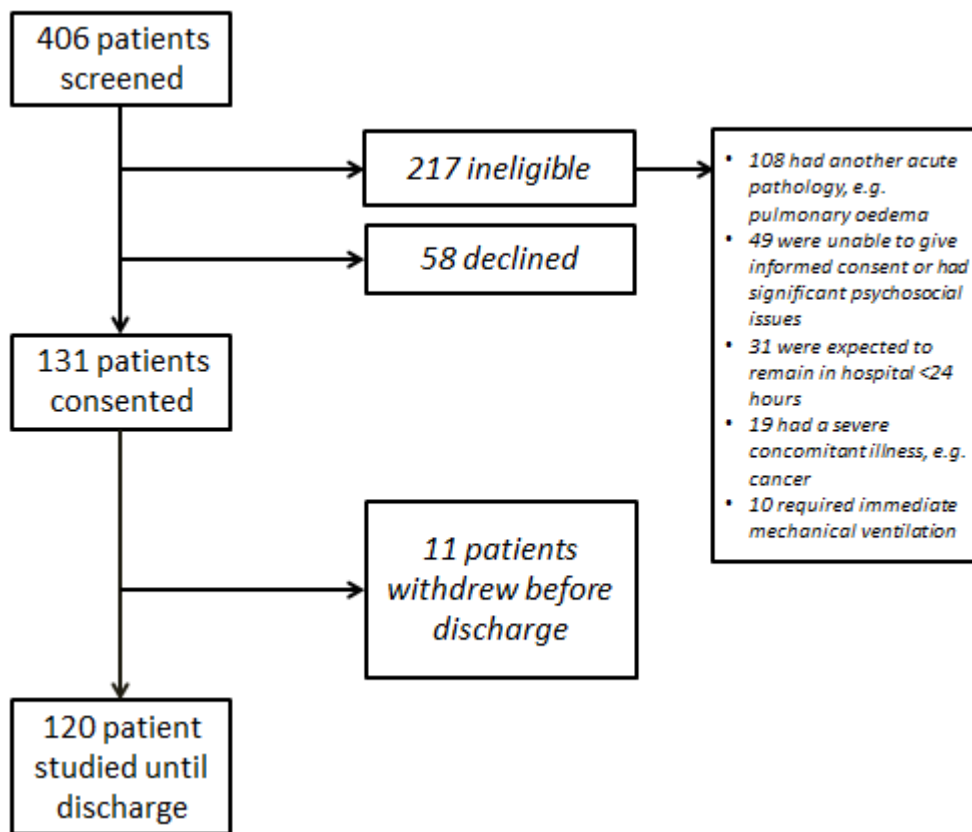 406 patients
screened
217 ineligible
• 108 had another acute
pathology, e.g.
pulmonary oedema
• 49 were unable to give
informed consent or had
significant psychosocial
issues
• 31 were expected to
remain in hospital <24
hours
• 19 had a severe
concomitant illness, e.g.
cancer
• 10 required immediate
mechanical ventilation
58 declined
131 patients
consented
11 patients
withdrew before
discharge
120 patient
studied until
discharge